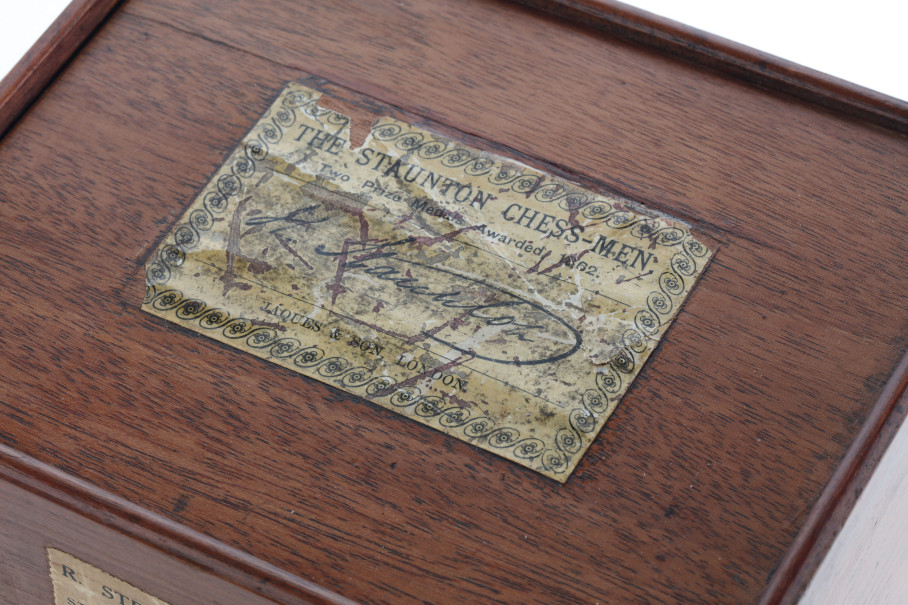 THE STAUNTON CHESS-MEN
Two Prize Medals Awarded, 1862.
Staunton
JAQUES & SON LONDON.
R.